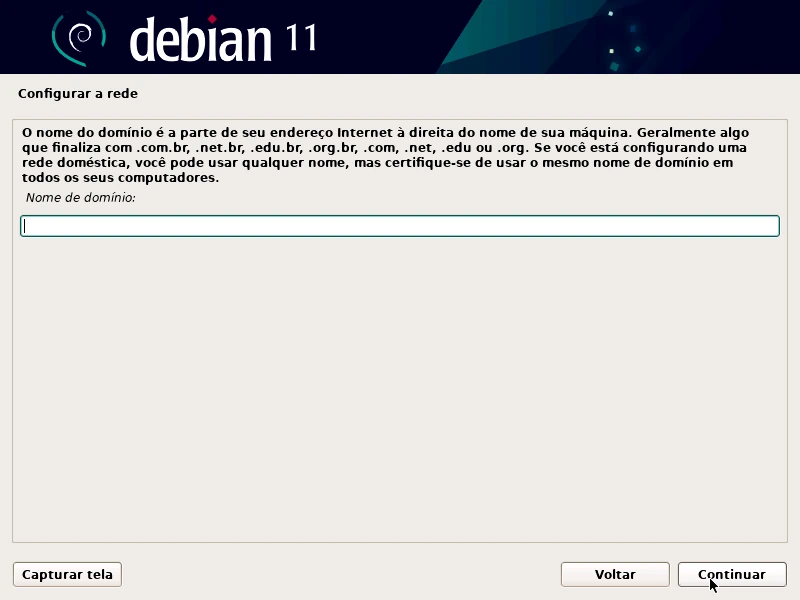 debian 11
Configurar a rede
O nome do domínio é a parte de seu endereço Internet à direita do nome de sua máquina. Geralmente algo
que finaliza com .com.br, .net.br, .edu.br, .org.br, .com, .net, .edu ou .org. Se você está configurando uma
rede doméstica, você pode usar qualquer nome, mas certifique-se de usar o mesmo nome de domínio em
todos os seus computadores.
Nome de domínio:
Capturar tela
Voltar
Continuar